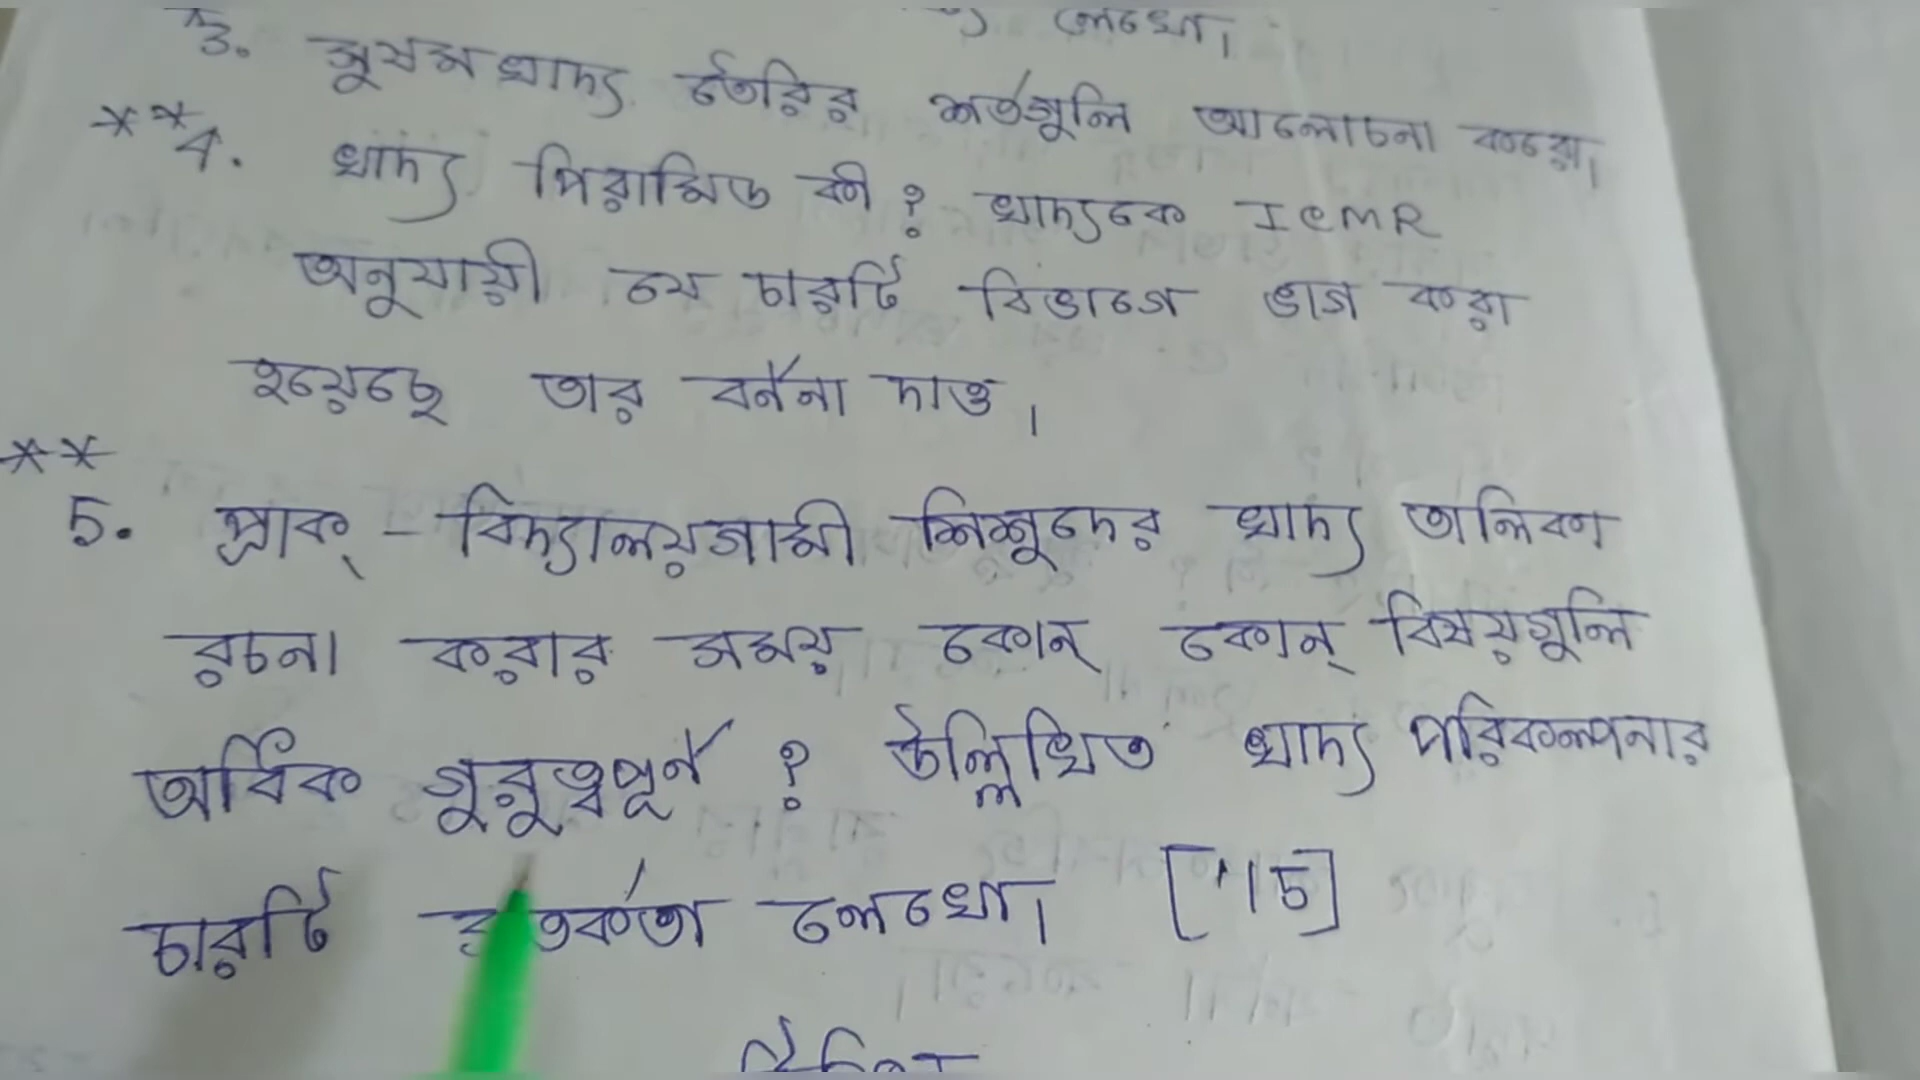 লেখো।
3. সুষম খাদ্য তৈরির শর্তগুলি আলোচনা করো।
**4. খাদ্য পিরামিড কী? খাদ্যকে ICMR
অনুযায়ী যে চারটি বিভাগে ভাগ করা
হয়েছে তার বর্ননা দাও।
**
5. প্রাক্ - বিদ্যালয়গামী শিশুদের খাদ্য তালিকা
রচনা করার সময় কোন্ কোন্ বিষয়গুলি
অধিক গুরুত্বপূর্ন? উল্লিখিত খাদ্য পরিকল্পনার
চারটি সতর্কতা লেখো। ['15]